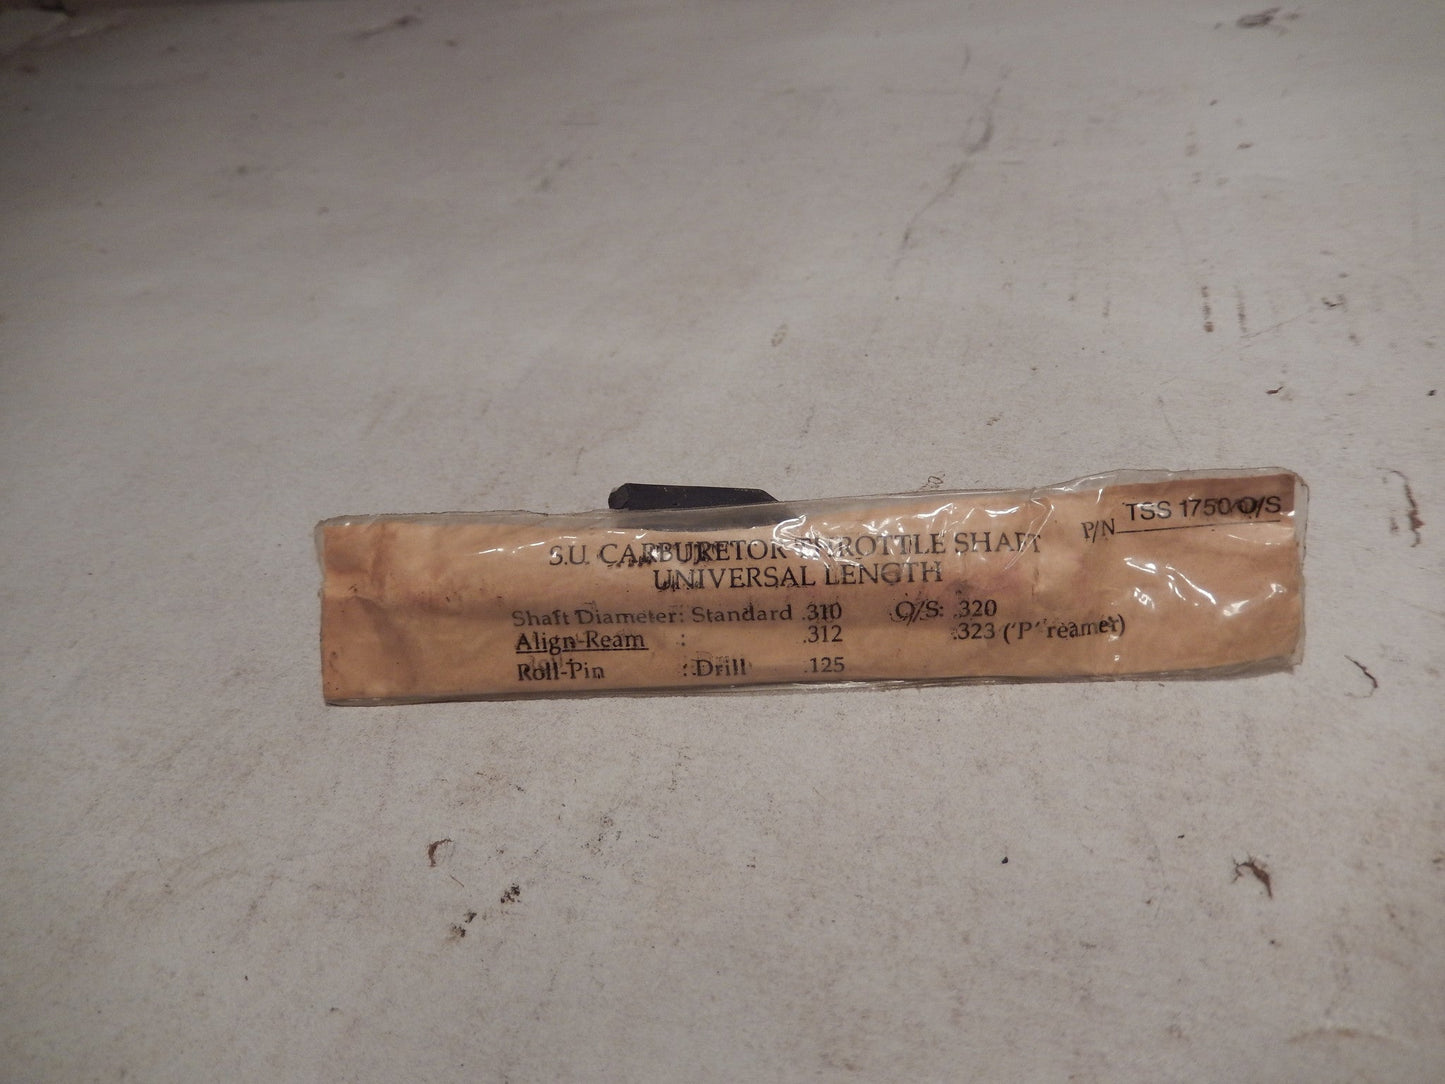 P/N TSS 1750/O/S
S.U. CARBURETOR THROTTLE SHAFT
UNIVERSAL LENGTH
Shaft Diameter: Standard .310 O/S: .320
Align-Ream : .312 .323 ('P' reamer)
Roll-Pin : Drill .125